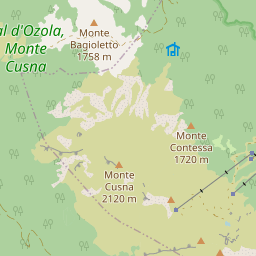 al d'Ozola,
Monte
Cusna
Monte
Bagioletto
1758 m
Monte
Contessa
1720 m
Monte
Cusna
2120 m